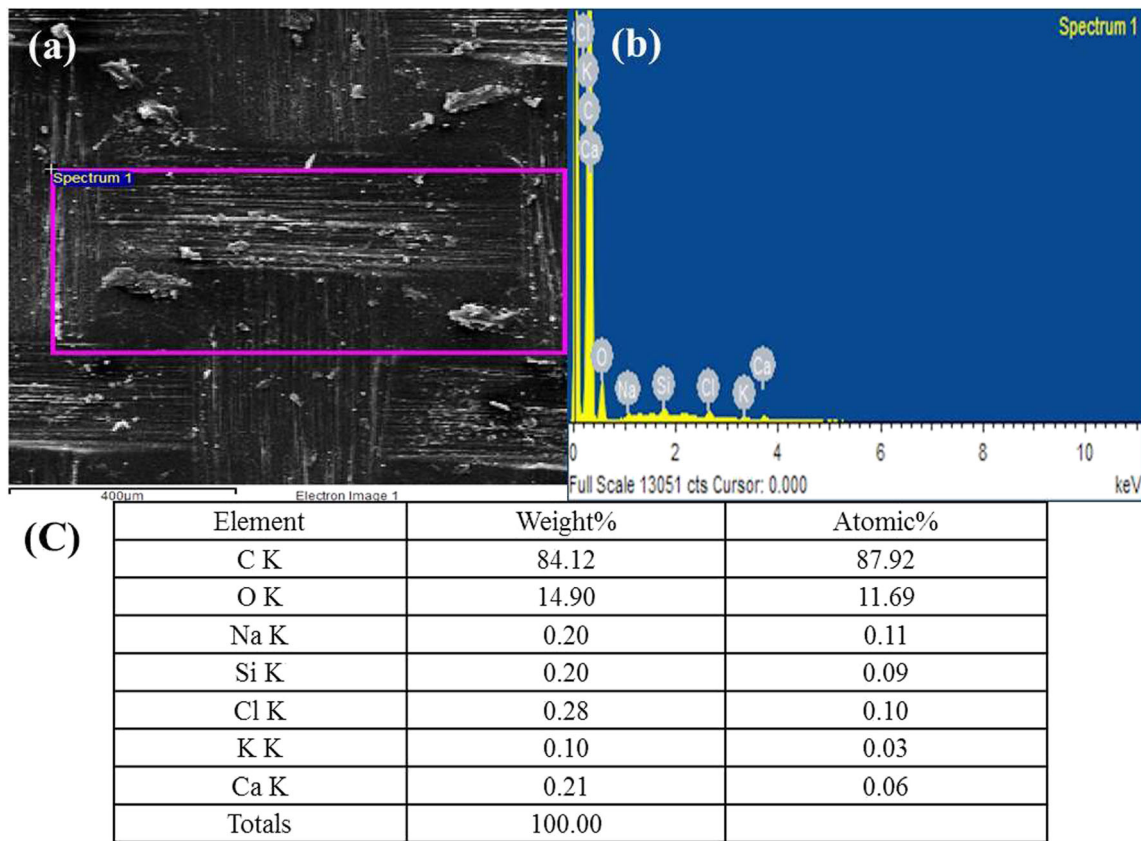 (a)
Spectrum 1
400µm
Electron Image 1
(b)
Spectrum 1
Cl
K
C
Ca
O
Na
Si
Cl
K
Ca
0 2 4 6 8 10
Full Scale 13051 cts Cursor: 0.000 keV
(C)
Element Weight% Atomic%
C K 84.12 87.92
O K 14.90 11.69
Na K 0.20 0.11
Si K 0.20 0.09
Cl K 0.28 0.10
K K 0.10 0.03
Ca K 0.21 0.06
Totals 100.00